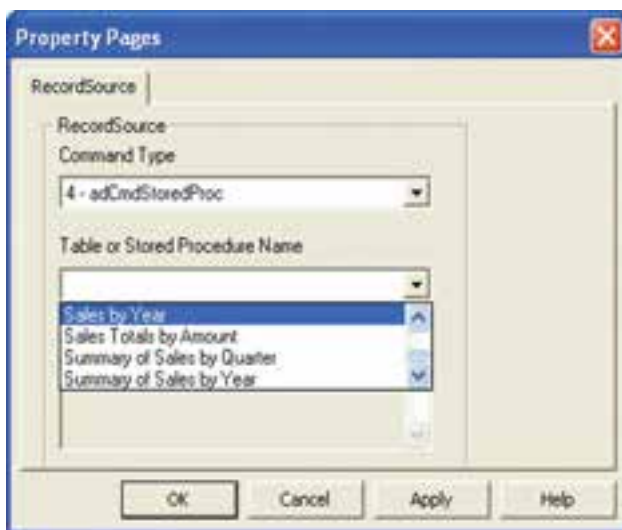 Property Pages
RecordSource
RecordSource
Command Type
4 - adCmdStoredProc
Table or Stored Procedure Name
Sales by Year
Sales Totals by Amount
Summary of Sales by Quarter
Summary of Sales by Year
OK
Cancel
Apply
Help